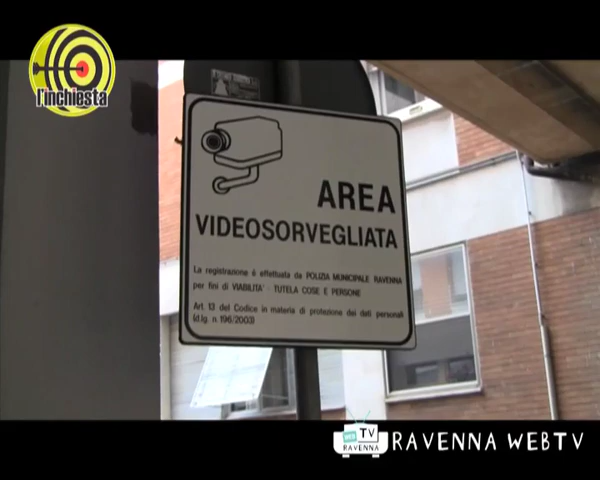 l'inchiesta
AREA
VIDEOSORVEGLIATA
La registrazione è effettuata da POLIZIA MUNICIPALE RAVENNA
per fini di VIABILITA' - TUTELA COSE E PERSONE
Art. 13 del Codice in materia di protezione dei dati personali
(d.lg. n. 196/2003)
WEB TV
RAVENNA
RAVENNA WEBTV